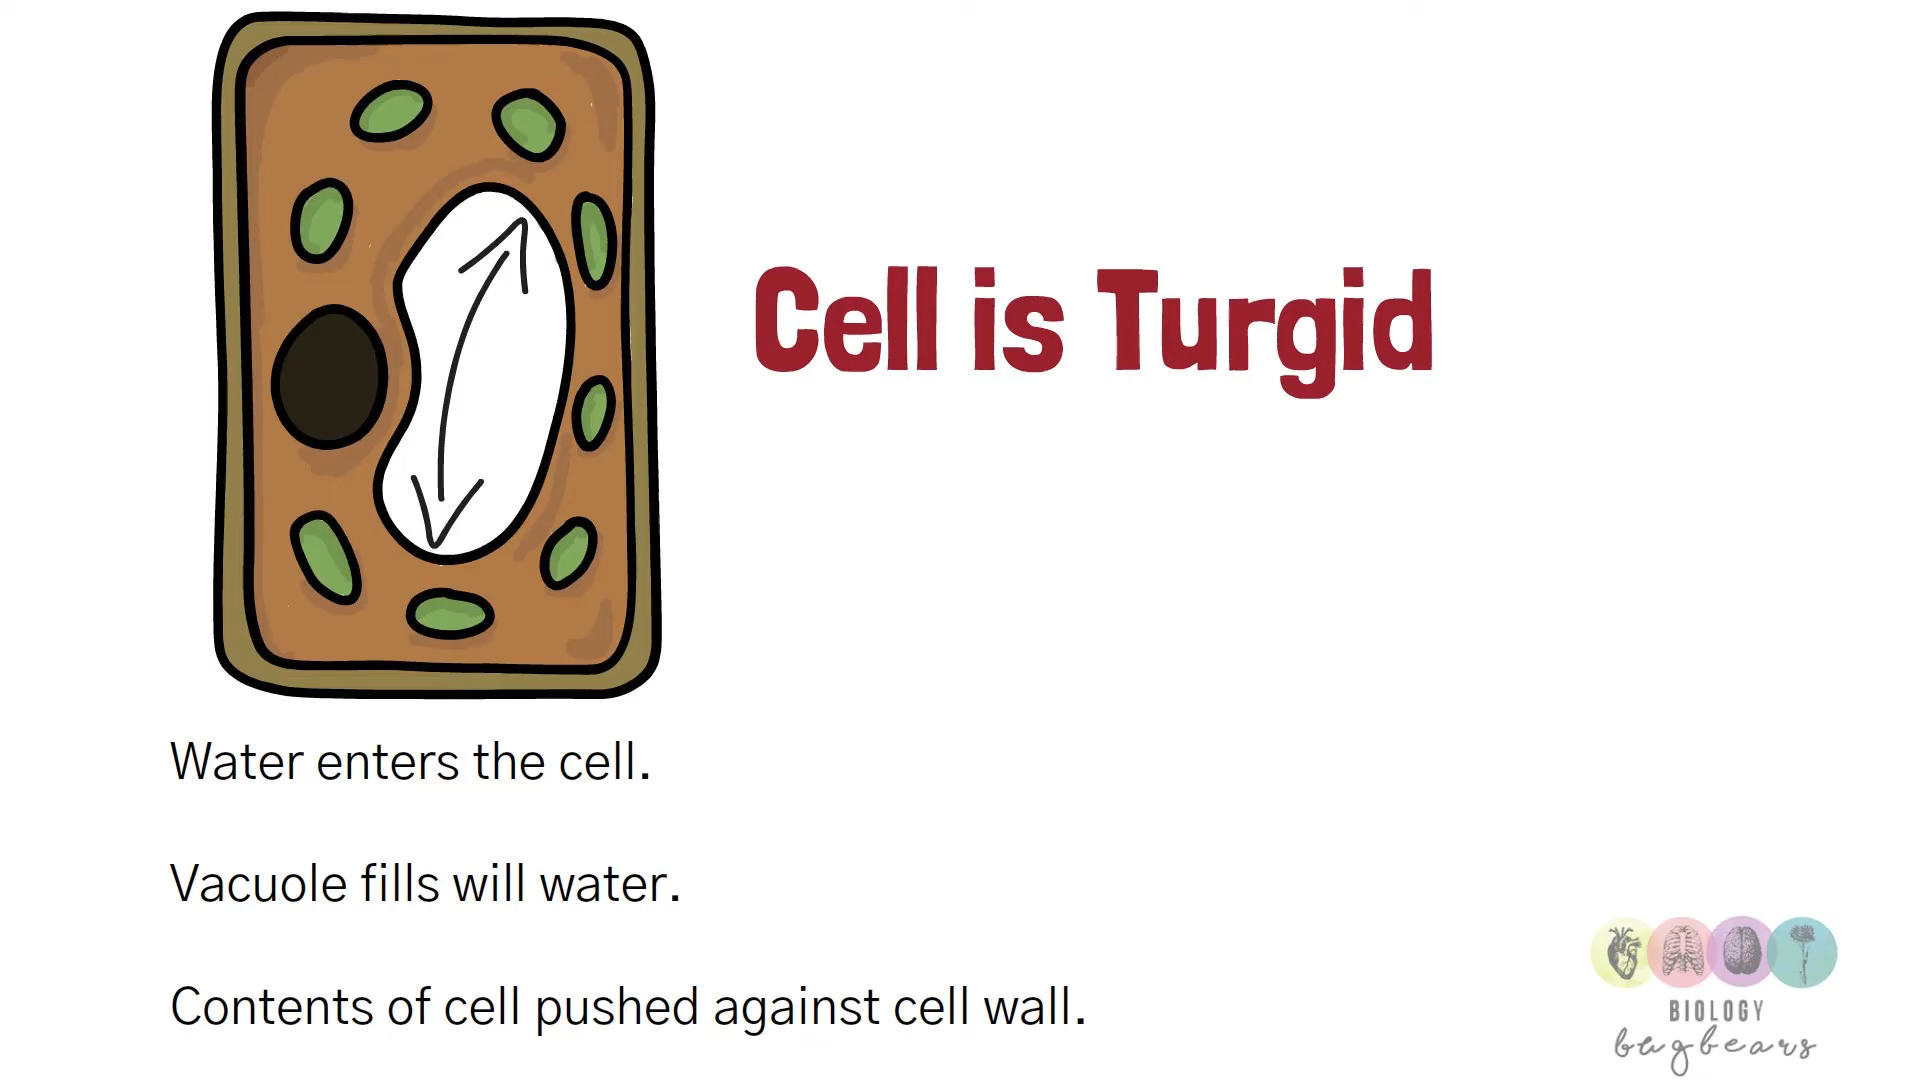 Cell is Turgid
Water enters the cell.
Vacuole fills will water.
Contents of cell pushed against cell wall.
BIOLOGY
bugbears